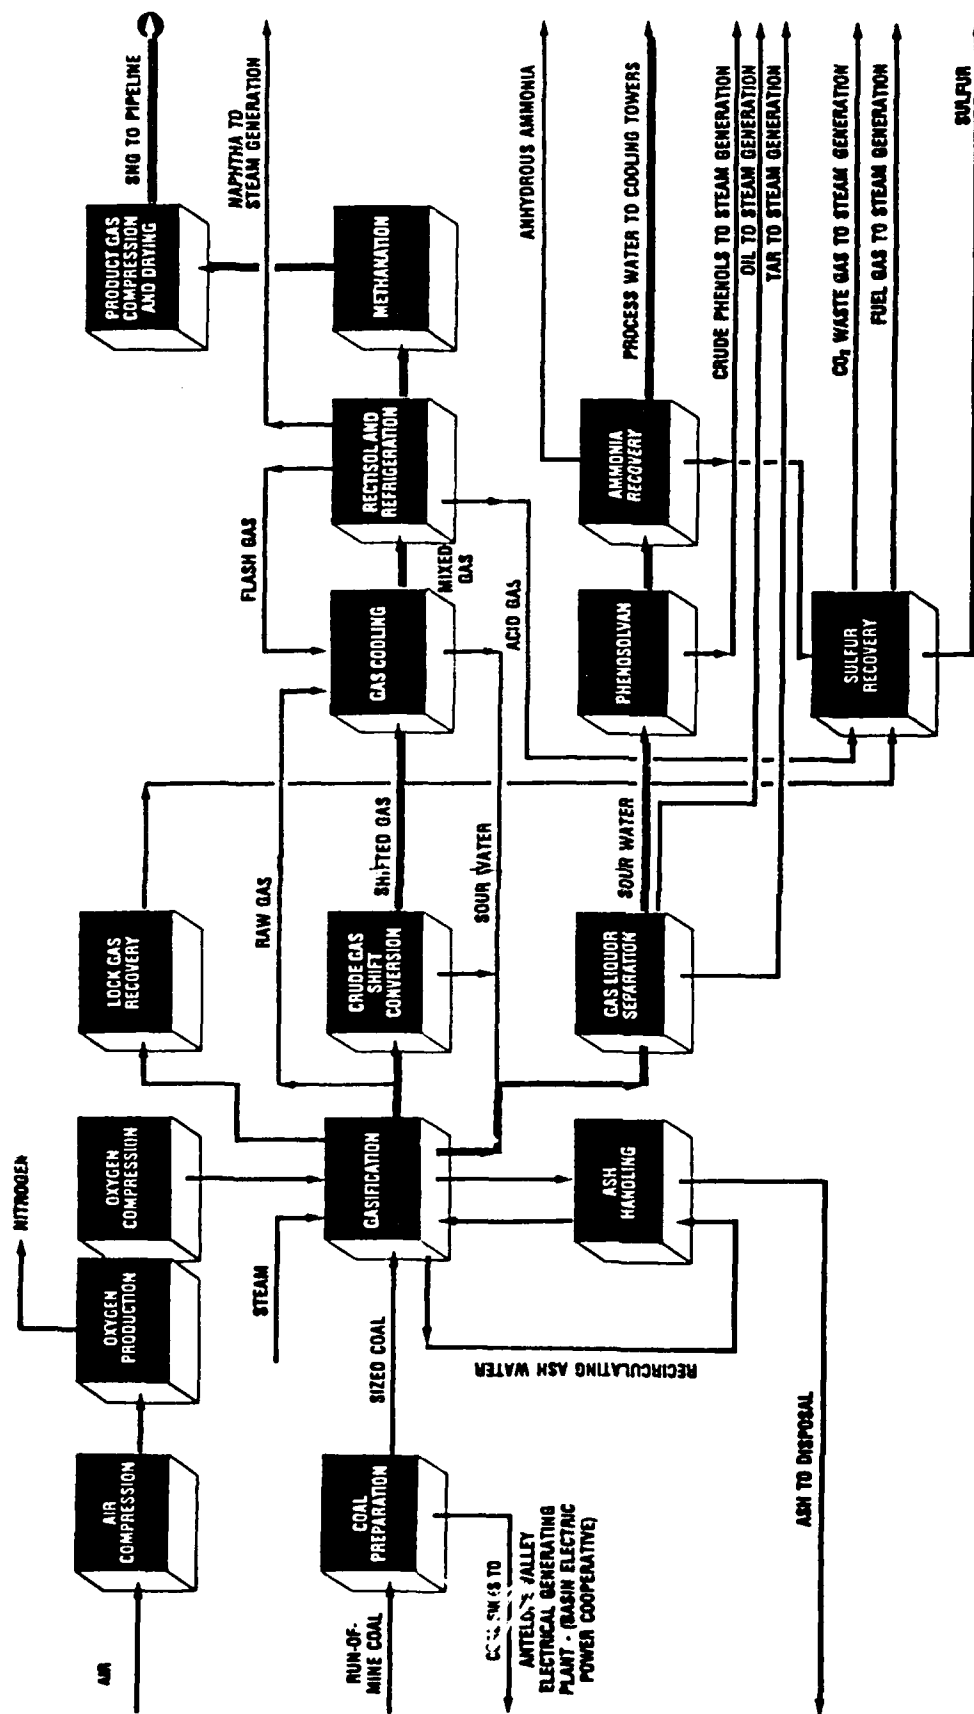 AIR
AIR
COMPRESSION
OXYGEN
PRODUCTION
NITROGEN
OXYGEN
COMPRESSION
LOCK GAS
RECOVERY
PRODUCT GAS
COMPRESSION
AND DRYING
SNG TO PIPELINE
RUN-OF-
MINE COAL
COAL
PREPARATION
SIZED COAL
STEAM
GASIFICATION
RAW GAS
CRUDE GAS
SHIFT
CONVERSION
SHIFTED GAS
GAS COOLING
FLASH GAS
MIXED
GAS
RECTISOL AND
REFRIGERATION
METHANATION
NAPHTHA TO
STEAM GENERATION
TO
ANTELOPE VALLEY
ELECTRICAL GENERATING
PLANT - (BASIN ELECTRIC
POWER COOPERATIVE)
RECIRCULATING ASH WATER
SOUR WATER
ACID GAS
ASH
HANDLING
GAS LIQUOR
SEPARATION
SOUR WATER
PHENOSOLVAN
AMMONIA
RECOVERY
ANHYDROUS AMMONIA
PROCESS WATER TO COOLING TOWERS
CRUDE PHENOLS TO STEAM GENERATION
OIL TO STEAM GENERATION
TAR TO STEAM GENERATION
ASH TO DISPOSAL
SULFUR
RECOVERY
CO₂ WASTE GAS TO STEAM GENERATION
FUEL GAS TO STEAM GENERATION
SULFUR